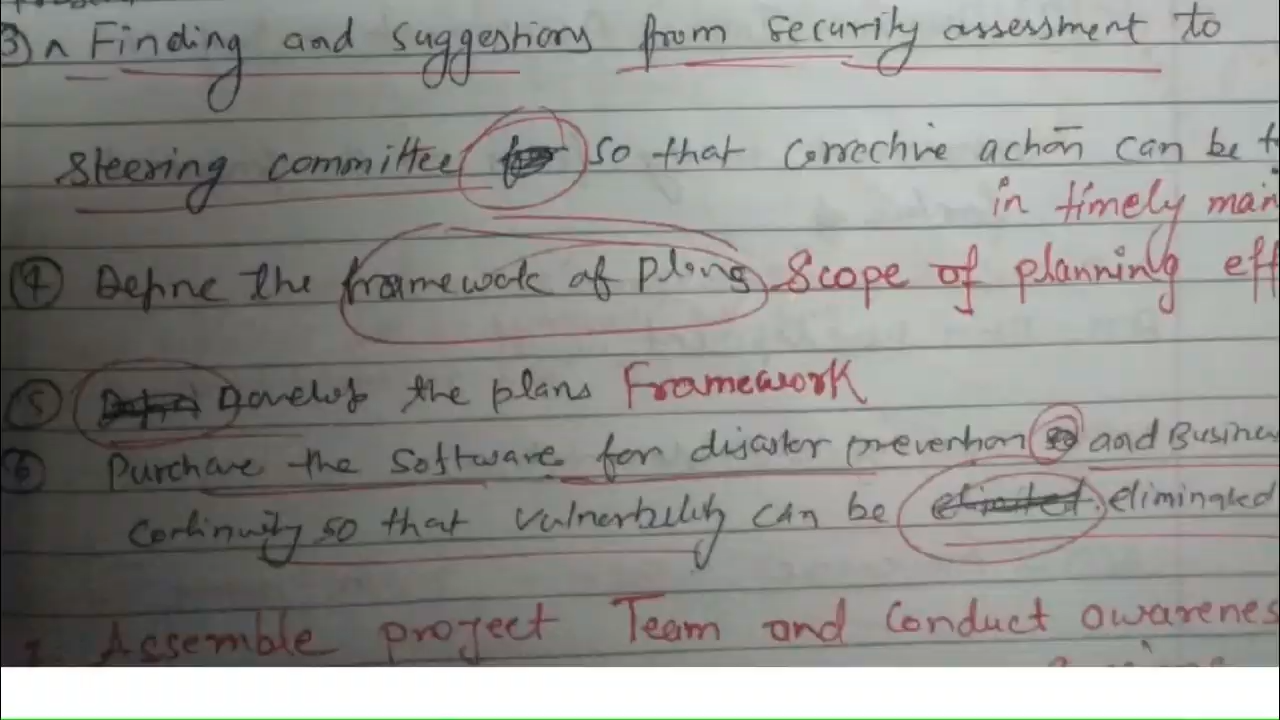 3) n Finding and suggestions from security assessment to
Steering committee so that corrective action can be t
in timely man
④ Define the framework of plans Scope of planning eff
⑤ Develop the plans Framework
⑥ Purchase the software for disaster prevention and Busines
Continuity so that vulnerbility can be eliminated
Assemble project Team and conduct awarenes